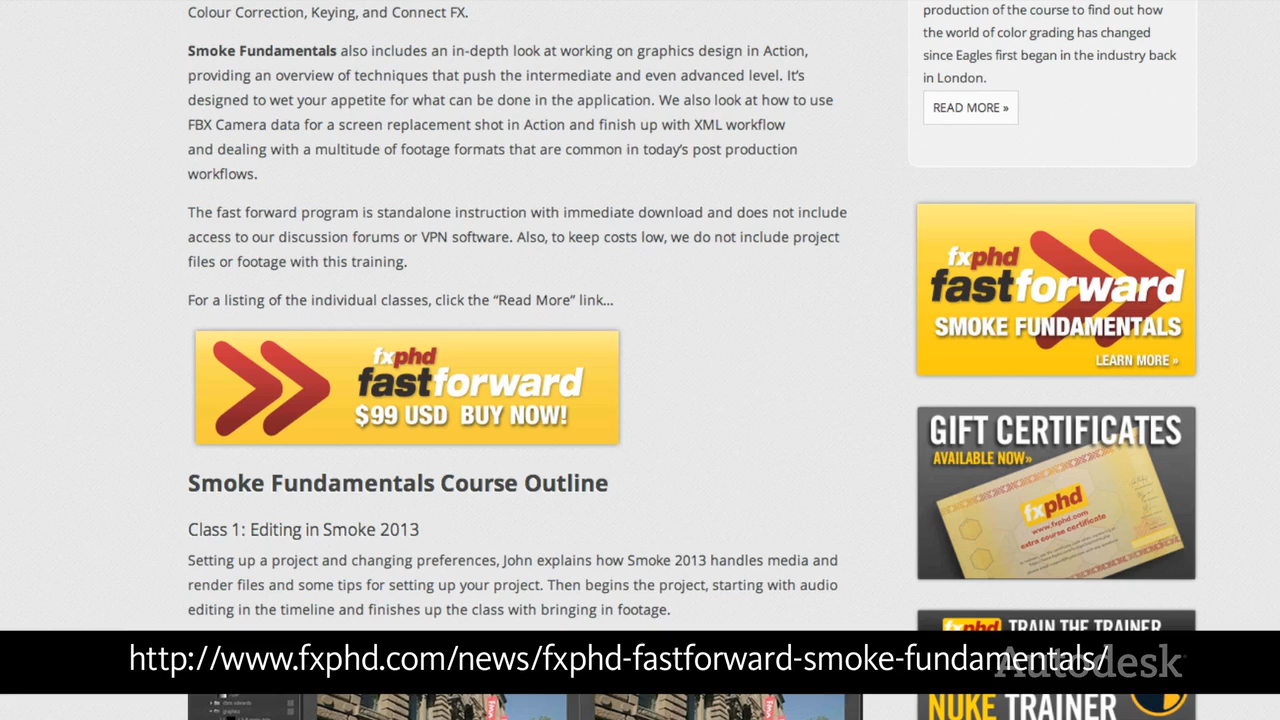 Colour Correction, Keying, and Connect FX.
Smoke Fundamentals also includes an in-depth look at working on graphics design in Action,
providing an overview of techniques that push the intermediate and even advanced level. It's
designed to wet your appetite for what can be done in the application. We also look at how to use
FBX Camera data for a screen replacement shot in Action and finish up with XML workflow
and dealing with a multitude of footage formats that are common in today's post production
workflows.
The fast forward program is standalone instruction with immediate download and does not include
access to our discussion forums or VPN software. Also, to keep costs low, we do not include project
files or footage with this training.
For a listing of the individual classes, click the “Read More” link...
fxphd
fastforward
$99 USD BUY NOW!
Smoke Fundamentals Course Outline
Class 1: Editing in Smoke 2013
Setting up a project and changing preferences, John explains how Smoke 2013 handles media and
render files and some tips for setting up your project. Then begins the project, starting with audio
editing in the timeline and finishes up the class with bringing in footage.
production of the course to find out how
the world of color grading has changed
since Eagles first began in the industry back
in London.
READ MORE »
fxphd
fastforward
SMOKE FUNDAMENTALS
LEARN MORE »
GIFT CERTIFICATES
AVAILABLE NOW»
fxphd
www.fxphd.com
extra course certificate
fxphd TRAIN THE TRAINER
NUKE TRAINER
http://www.fxphd.com/news/fxphd-fastforward-smoke-fundamentals/
Autodesk